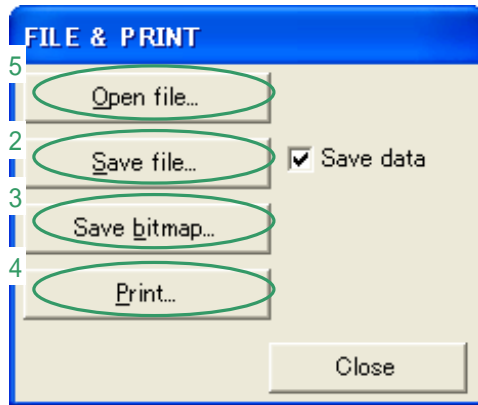 FILE & PRINT
5
Open file...
2
Save file...
Save data
3
Save bitmap...
4
Print...
Close